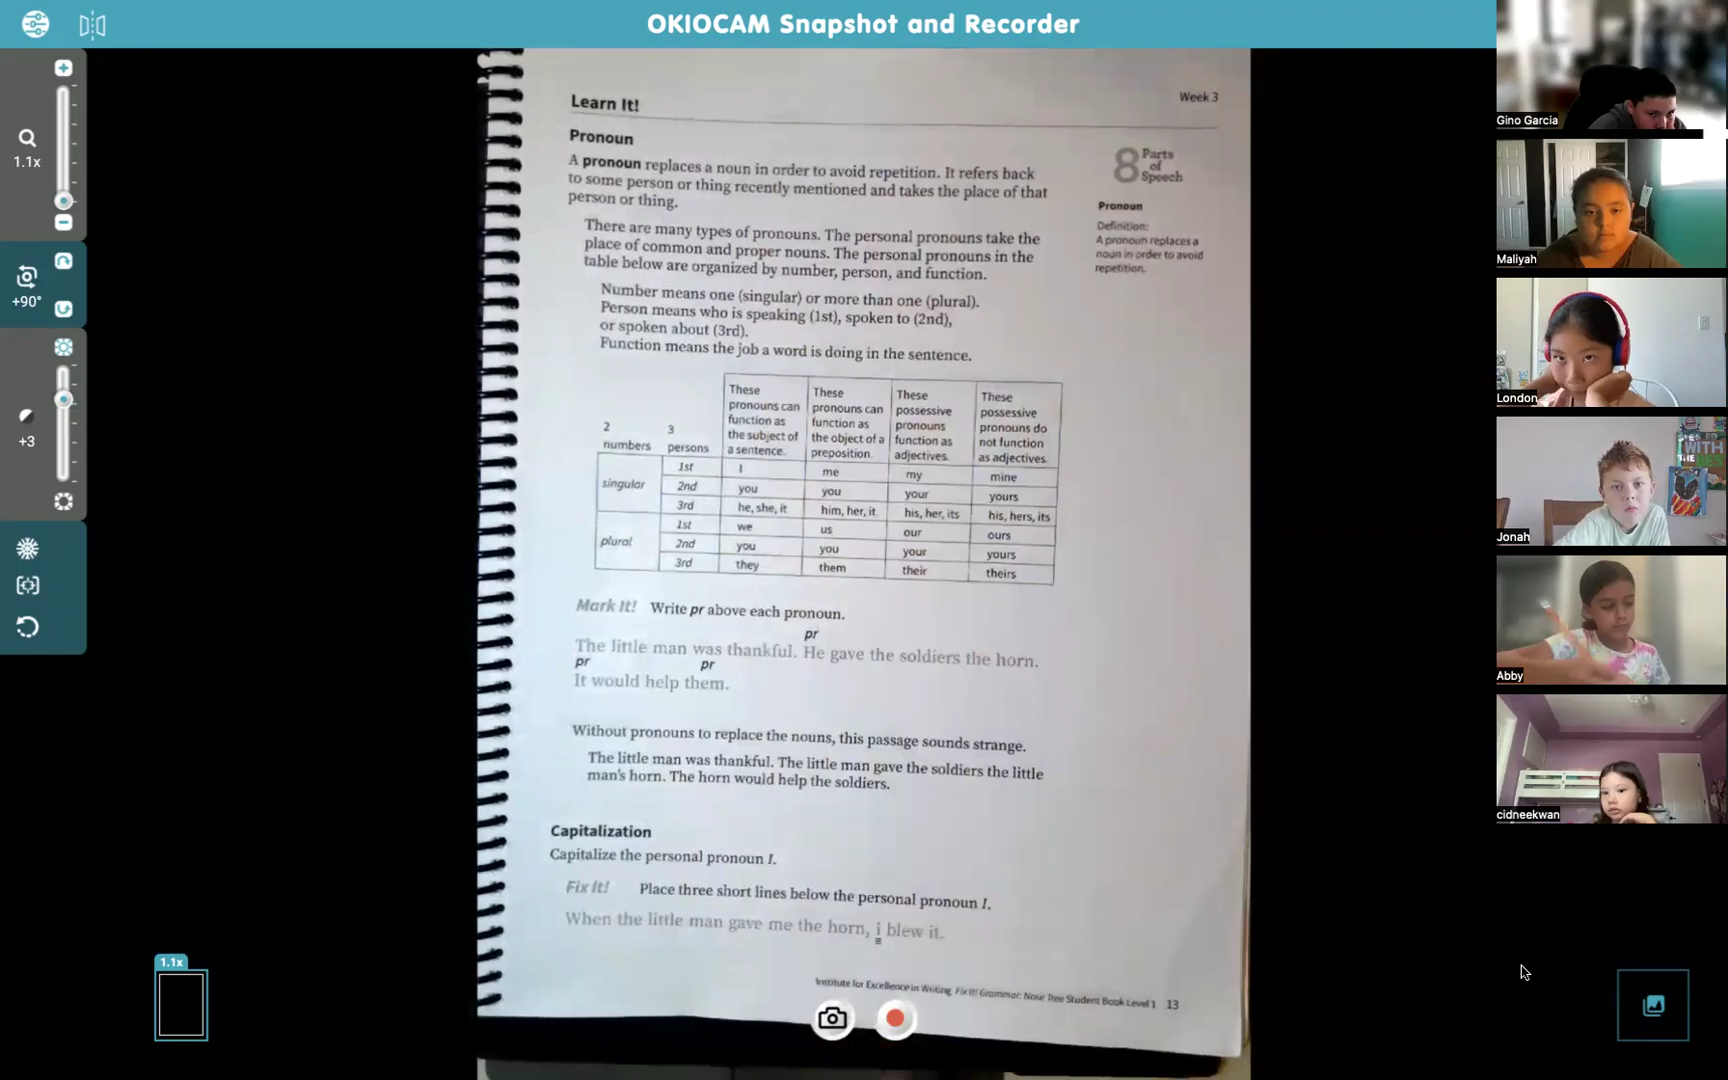 OKIOCAM Snapshot and Recorder
1.1x
+90°
+3
1.1x
Learn It!
Week 3
Pronoun
A pronoun replaces a noun in order to avoid repetition. It refers back
to some person or thing recently mentioned and takes the place of that
person or thing.
There are many types of pronouns. The personal pronouns take the
place of common and proper nouns. The personal pronouns in the
table below are organized by number, person, and function.
Number means one (singular) or more than one (plural).
Person means who is speaking (1st), spoken to (2nd),
or spoken about (3rd).
Function means the job a word is doing in the sentence.
8 Parts
of
Speech
Pronoun
Definition:
A pronoun replaces a
noun in order to avoid
repetition.
2
numbers
3
persons
These
pronouns can
function as
the subject of
a sentence.
These
pronouns can
function as
the object of a
preposition.
These
possessive
pronouns
function as
adjectives.
These
possessive
pronouns do
not function
as adjectives.
singular
1st I me my mine
2nd you you your yours
3rd he, she, it him, her, it his, her, its his, hers, its
plural
1st we us our ours
2nd you you your yours
3rd they them their theirs
Mark It! Write pr above each pronoun.
pr
The little man was thankful. He gave the soldiers the horn.
pr pr
It would help them.
Without pronouns to replace the nouns, this passage sounds strange.
The little man was thankful. The little man gave the soldiers the little
man's horn. The horn would help the soldiers.
Capitalization
Capitalize the personal pronoun I.
Fix It! Place three short lines below the personal pronoun I.
When the little man gave me the horn, i blew it.
Institute for Excellence in Writing, Fix It! Grammar: Nose Tree Student Book Level 1 13
Gino Garcia
Maliyah
London
WITH
THE
Jonah
Abby
cidneekwan